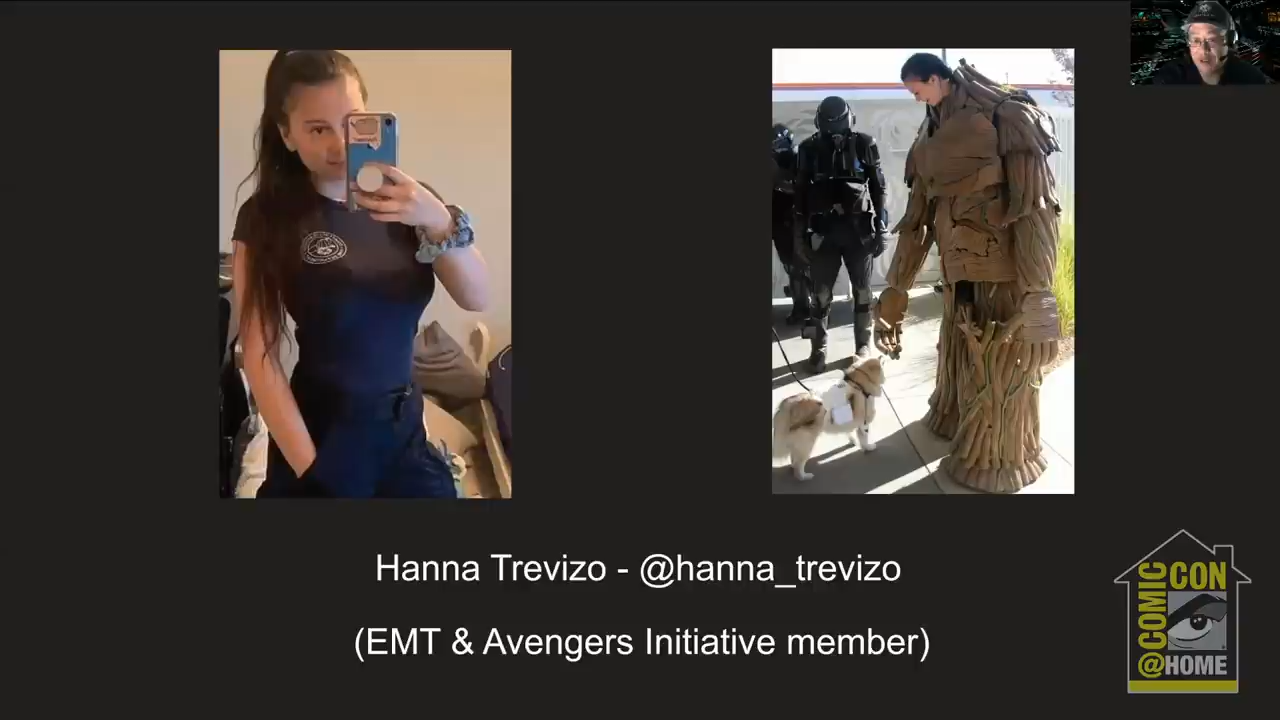 Hanna Trevizo - @hanna_trevizo
(EMT & Avengers Initiative member)
@COMIC
CON
@HOME